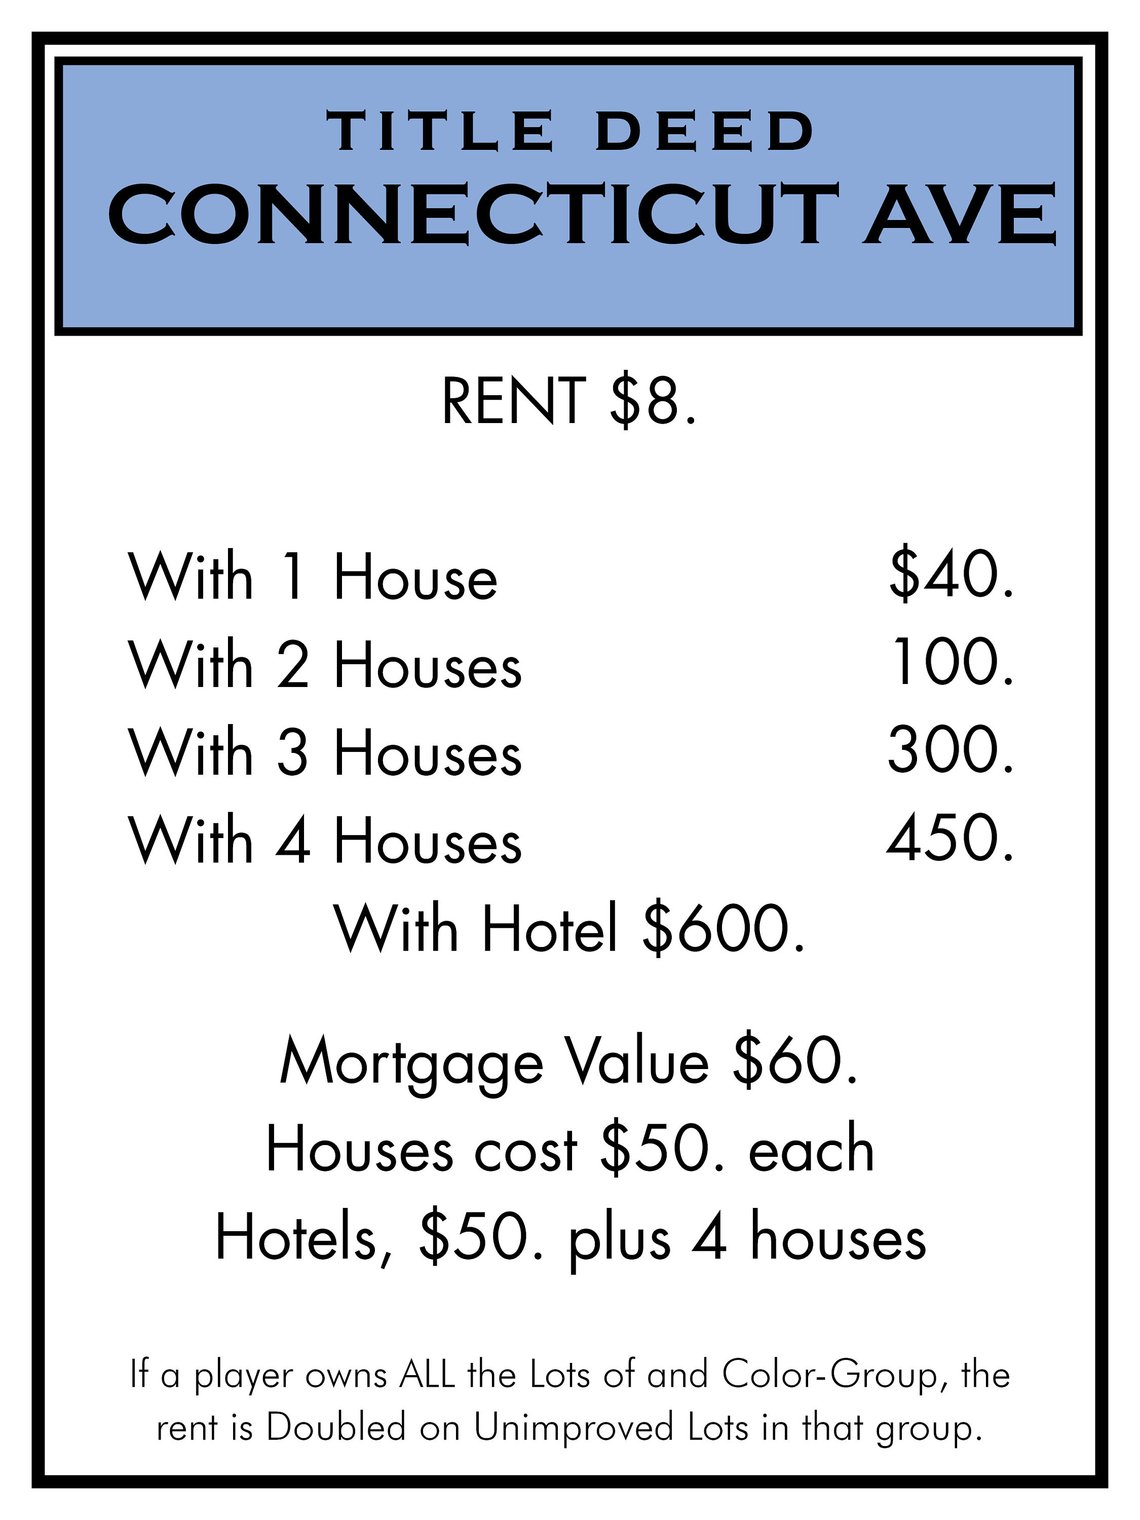 TITLE DEED
CONNECTICUT AVE
RENT $8.
With 1 House $40.
With 2 Houses 100.
With 3 Houses 300.
With 4 Houses 450.
With Hotel $600.
Mortgage Value $60.
Houses cost $50. each
Hotels, $50. plus 4 houses
If a player owns ALL the Lots of and Color-Group, the
rent is Doubled on Unimproved Lots in that group.